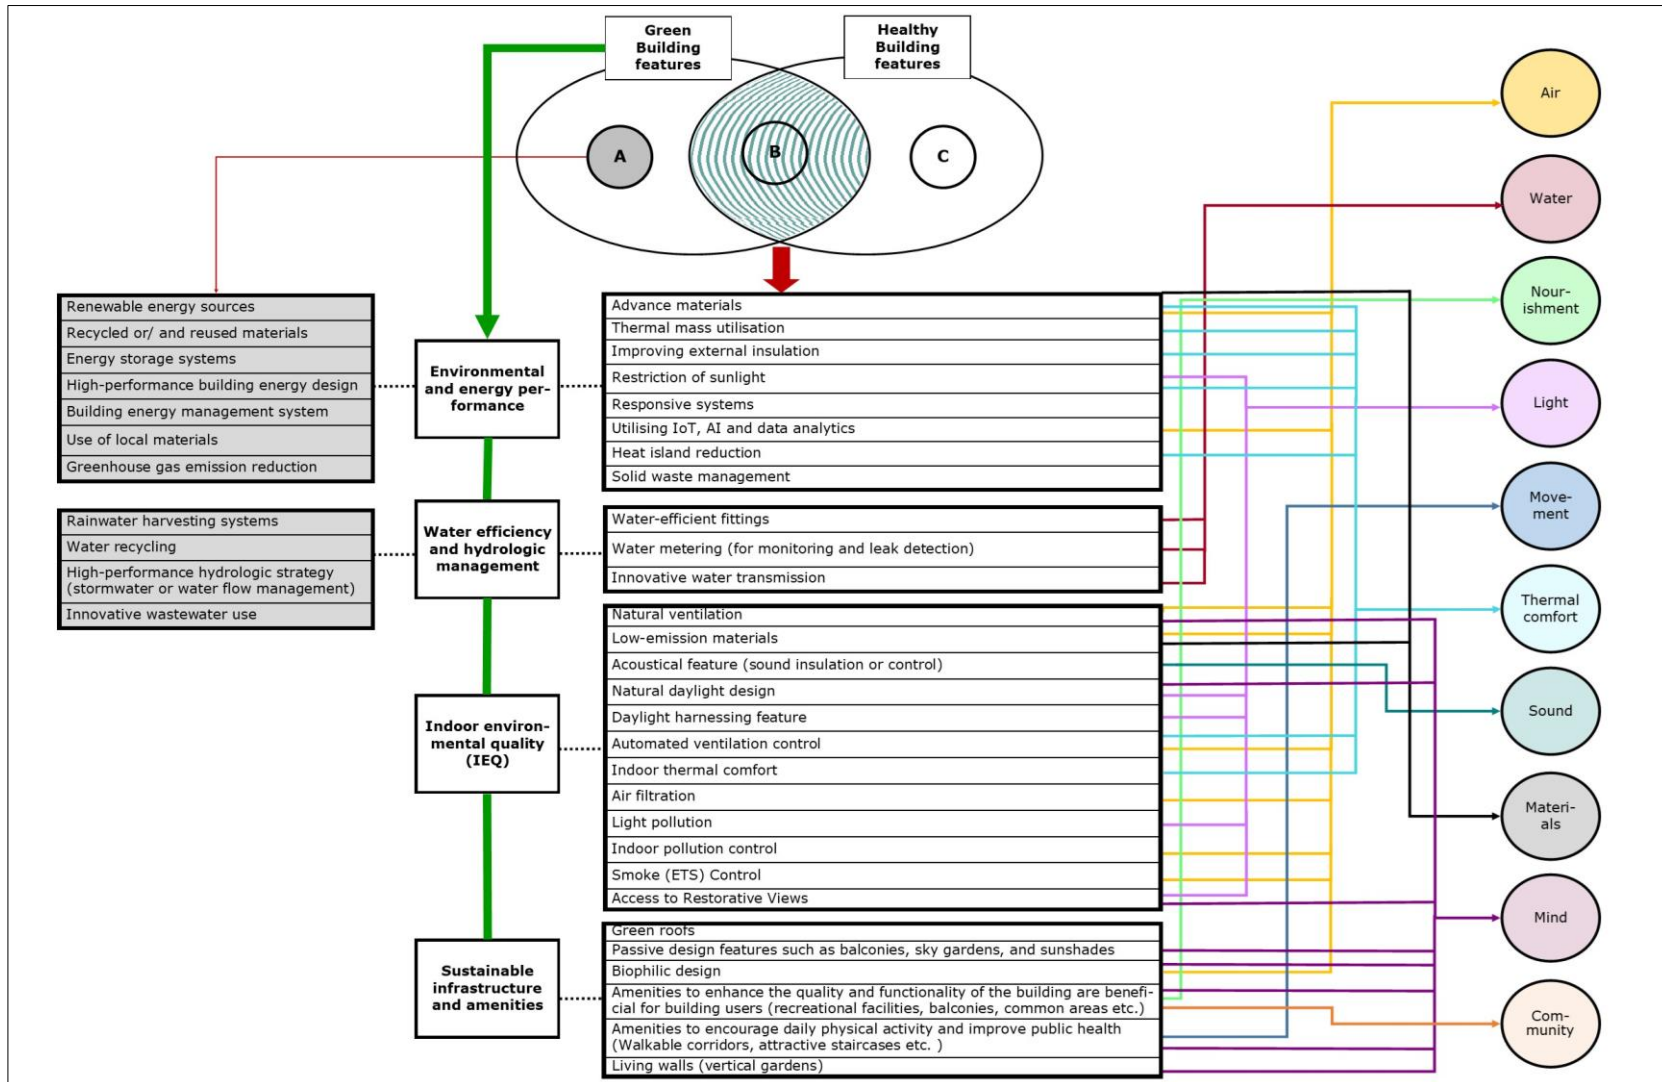 Green
Building
features
Healthy
Building
features
A
B
C
Renewable energy sources
Recycled or/ and reused materials
Energy storage systems
High-performance building energy design
Building energy management system
Use of local materials
Greenhouse gas emission reduction
Rainwater harvesting systems
Water recycling
High-performance hydrologic strategy
(stormwater or water flow management)
Innovative wastewater use
Environmental
and energy per-
formance
Water efficiency
and hydrologic
management
Indoor environ-
mental quality
(IEQ)
Sustainable
infrastructure
and amenities
Advance materials
Thermal mass utilisation
Improving external insulation
Restriction of sunlight
Responsive systems
Utilising IoT, AI and data analytics
Heat island reduction
Solid waste management
Water-efficient fittings
Water metering (for monitoring and leak detection)
Innovative water transmission
Natural ventilation
Low-emission materials
Acoustical feature (sound insulation or control)
Natural daylight design
Daylight harnessing feature
Automated ventilation control
Indoor thermal comfort
Air filtration
Light pollution
Indoor pollution control
Smoke (ETS) Control
Access to Restorative Views
Green roofs
Passive design features such as balconies, sky gardens, and sunshades
Biophilic design
Amenities to enhance the quality and functionality of the building are benefi-
cial for building users (recreational facilities, balconies, common areas etc.)
Amenities to encourage daily physical activity and improve public health
(Walkable corridors, attractive staircases etc. )
Living walls (vertical gardens)
Air
Water
Nour-
ishment
Light
Move-
ment
Thermal
comfort
Sound
Materi-
als
Mind
Com-
munity